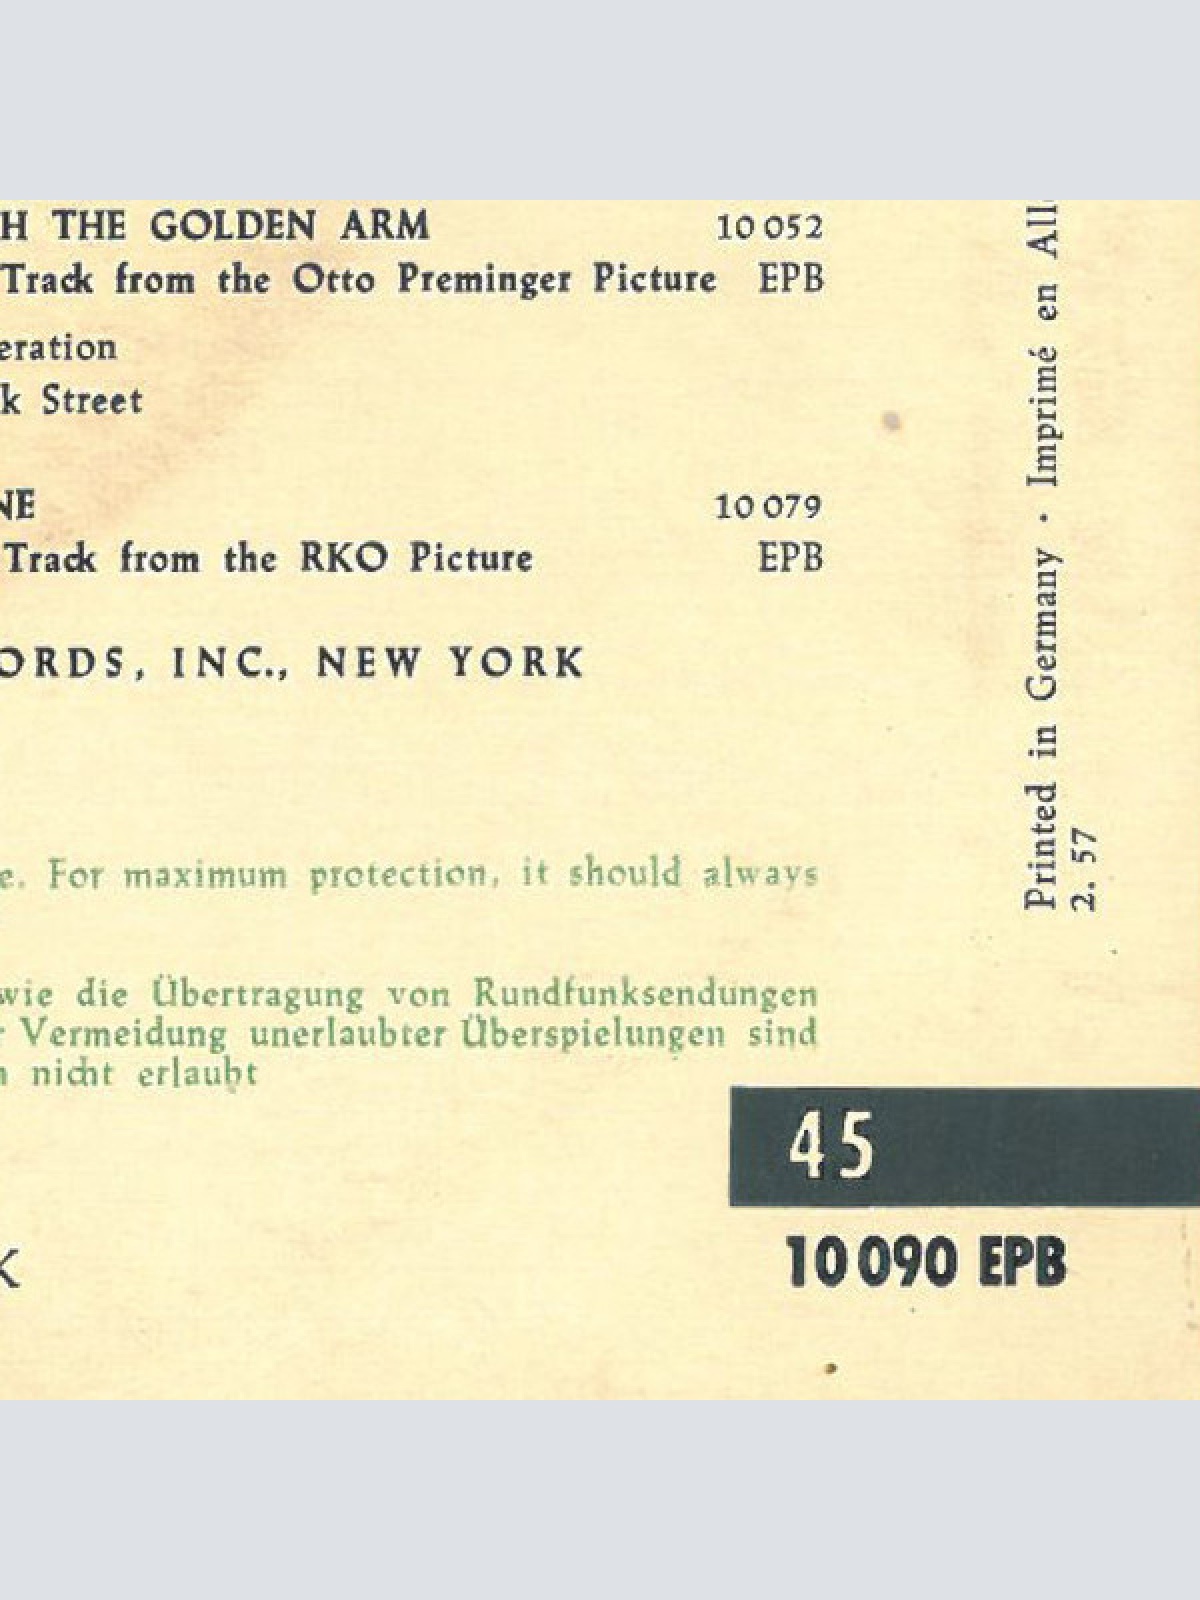 H THE GOLDEN ARM 10 052
Track from the Otto Preminger Picture EPB
eration
k Street
NE 10 079
Track from the RKO Picture EPB
ORDS, INC., NEW YORK
e. For maximum protection, it should always
wie die Übertragung von Rundfunksendungen
r Vermeidung unerlaubter Überspielungen sind
n nicht erlaubt
45
10 090 EPB
K
Printed in Germany · Imprimé en All
2. 57